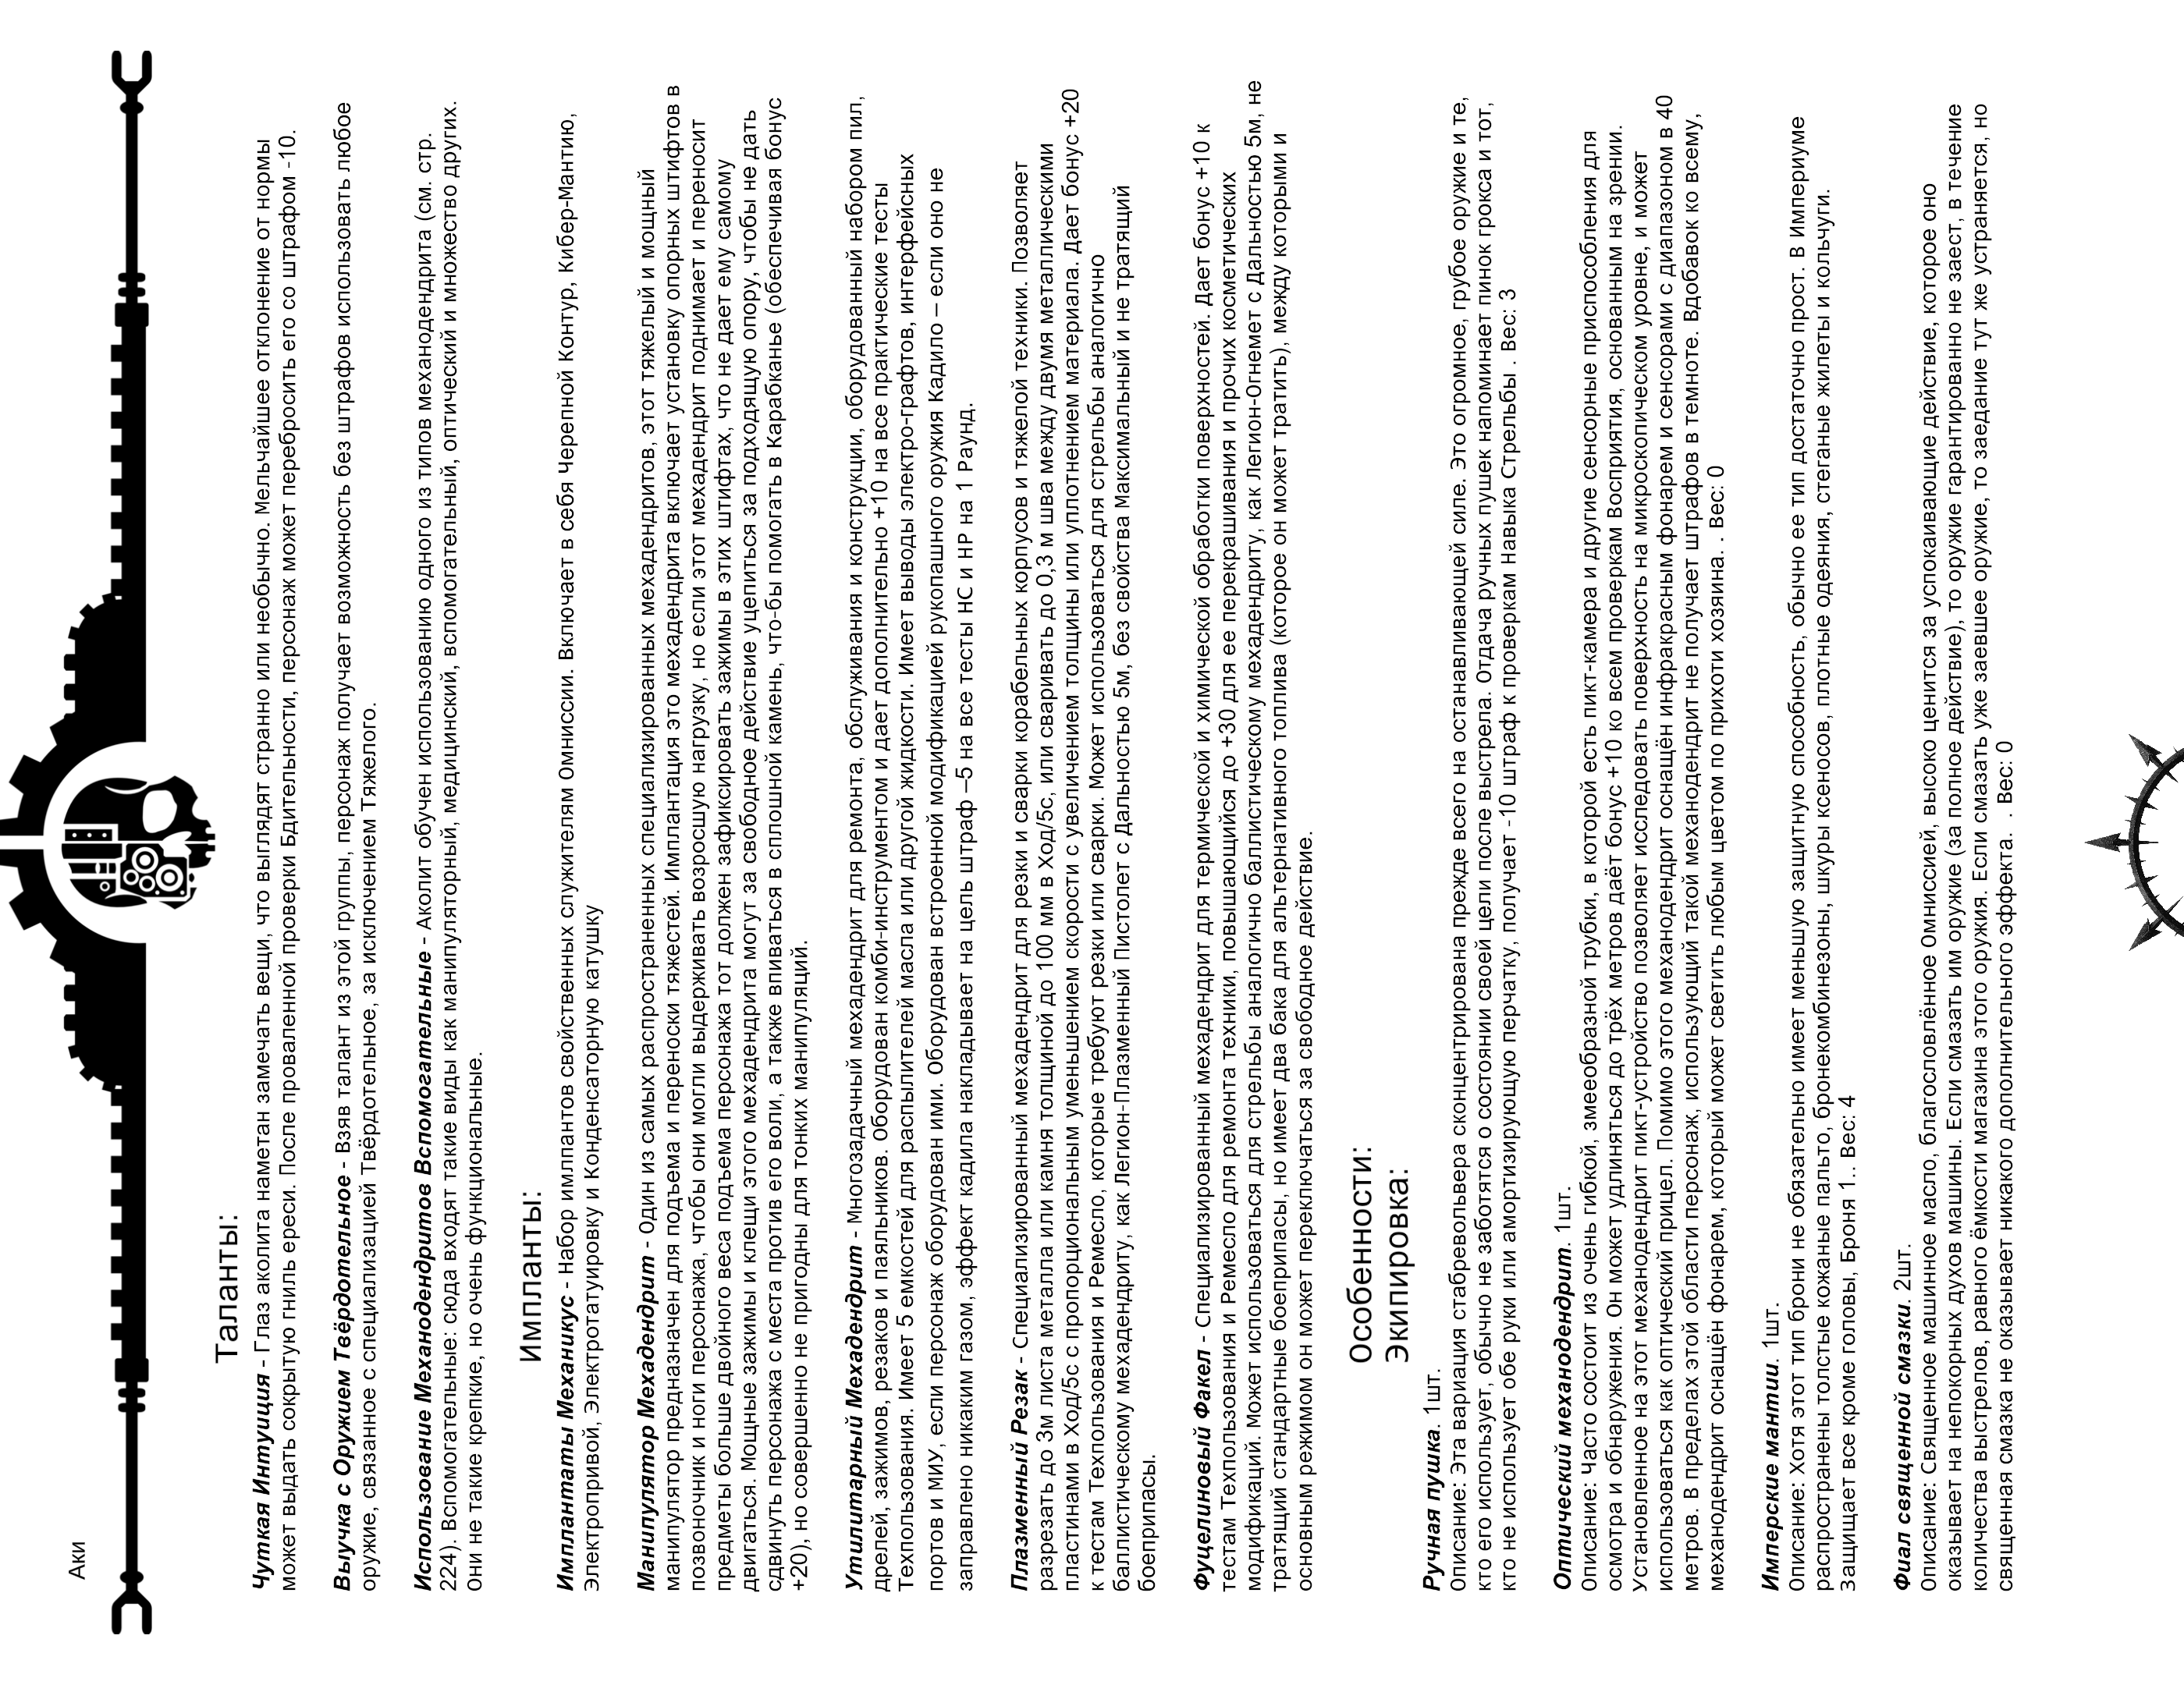 Аки
Таланты:
Чуткая Интуиция - Глаз аколита наметан замечать вещи, что выглядят странно или необычно. Мельчайшее отклонение от нормы
может выдать сокрытую гниль ереси. После проваленной проверки Бдительности, персонаж может перебросить его со штрафом -10.
Выучка с Оружием Твёрдотельное - Взяв талант из этой группы, персонаж получает возможность без штрафов использовать любое
оружие, связанное с специализацией Твёрдотельное, за исключением Тяжелого.
Использование Механодендритов Вспомогательные - Аколит обучен использованию одного из типов механодендрита (см. стр.
224). Вспомогательные: сюда входят такие виды как манипуляторный, медицинский, вспомогательный, оптический и множество других.
Они не такие крепкие, но очень функциональные.
Импланты:
Имплантаты Механикус - Набор имлпантов свойственных служителям Омниссии. Включает в себя Черепной Контур, Кибер-Мантию,
Электропривой, Электротатуировку и Конденсаторную катушку
Манипулятор Мехадендрит - Один из самых распространенных специализированных мехадендритов, этот тяжелый и мощный
манипулятор предназначен для подъема и переноски тяжестей. Имплантация это мехадендрита включает установку опорных штифтов в
позвоночник и ноги персонажа, чтобы они могли выдерживать возросшую нагрузку, но если этот мехадендрит поднимает и переносит
предметы больше двойного веса подъема персонажа тот должен зафиксировать зажимы в этих штифтах, что не дает ему самому
двигаться. Мощные зажимы и клещи этого мехадендрита могут за свободное действие уцепиться за подходящую опору, чтобы не дать
сдвинуть персонажа с места против его воли, а также впиваться в сплошной камень, что-бы помогать в Карабканье (обеспечивая бонус
+20), но совершенно не пригодны для тонких манипуляций.
Утилитарный Мехадендрит - Многозадачный мехадендрит для ремонта, обслуживания и конструкции, оборудованный набором пил,
дрелей, зажимов, резаков и паяльников. Оборудован комби-инструментом и дает дополнительно +10 на все практические тесты
Техпользования. Имеет 5 емкостей для распылителей масла или другой жидкости. Имеет выводы электро-графтов, интерфейсных
портов и МИУ, если персонаж оборудован ими. Оборудован встроенной модификацией рукопашного оружия Кадило – если оно не
заправлено никаким газом, эффект кадила накладывает на цель штраф –5 на все тесты НС и НР на 1 Раунд.
Плазменный Резак - Специализированный мехадендрит для резки и сварки корабельных корпусов и тяжелой техники. Позволяет
разрезать до 3м листа металла или камня толщиной до 100 мм в Ход/5с, или сваривать до 0,3 м шва между двумя металлическими
пластинами в Ход/5с с пропорциональным уменьшением скорости с увеличением толщины или уплотнением материала. Дает бонус +20
к тестам Техпользования и Ремесло, которые требуют резки или сварки. Может использоваться для стрельбы аналогично
баллистическому мехадендриту, как Легион-Плазменный Пистолет с Дальностью 5м, без свойства Максимальный и не тратящий
боеприпасы.
Фуцелиновый Факел - Специализированный мехадендрит для термической и химической обработки поверхностей. Дает бонус +10 к
тестам Техпользования и Ремесло для ремонта техники, повышающийся до +30 для ее перекрашивания и прочих косметических
модификаций. Может использоваться для стрельбы аналогично баллистическому мехадендриту, как Легион-Огнемет с Дальностью 5м, не
тратящий стандартные боеприпасы, но имеет два бака для альтернативного топлива (которое он может тратить), между которыми и
основным режимом он может переключаться за свободное действие.
Особенности:
Экипировка:
Ручная пушка. 1шт.
Описание: Эта вариация стабревольвера сконцентрирована прежде всего на останавливающей силе. Это огромное, грубое оружие и те,
кто его использует, обычно не заботятся о состоянии своей цели после выстрела. Отдача ручных пушек напоминает пинок грокса и тот,
кто не использует обе руки или амортизирующую перчатку, получает -10 штраф к проверкам навыка Стрельбы . Вес: 3
Оптический механодендрит. 1шт.
Описание: Часто состоит из очень гибкой, змееобразной трубки, в которой есть пикт-камера и другие сенсорные приспособления для
осмотра и обнаружения. Он может удлиняться до трёх метров даёт бонус +10 ко всем проверкам Восприятия, основанным на зрении.
Установленное на этот механодендрит пикт-устройство позволяет исследовать поверхность на микроскопическом уровне, и может
использоваться как оптический прицел. Помимо этого механодендрит оснащён инфракрасным фонарем и сенсорами с диапазоном в 40
метров. В пределах этой области персонаж, использующий такой механодендрит не получает штрафов в темноте. Вдобавок ко всему,
механодендрит оснащён фонарем, который может светить любым цветом по прихоти хозяина. . Вес: 0
Имперские мантии. 1шт.
Описание: Хотя этот тип брони не обязательно имеет меньшую защитную способность, обычно ее тип достаточно прост. В Империуме
распространены толстые кожаные пальто, бронекомбинезоны, шкуры ксеносов, плотные одеяния, стеганые жилеты и кольчуги.
Защищает все кроме головы, Броня 1.. Вес: 4
Фиал священной смазки. 2шт.
Описание: Священное машинное масло, благословлённое Омниссией, высоко ценится за успокаивающие действие, которое оно
оказывает на непокорных духов машины. Если смазать им оружие (за полное действие), то оружие гарантированно не заест, в течение
количества выстрелов, равного ёмкости магазина этого оружия. Если смазать уже заевшее оружие, то заедание тут же устраняется, но
священная смазка не оказывает никакого дополнительного эффекта. . Вес: 0